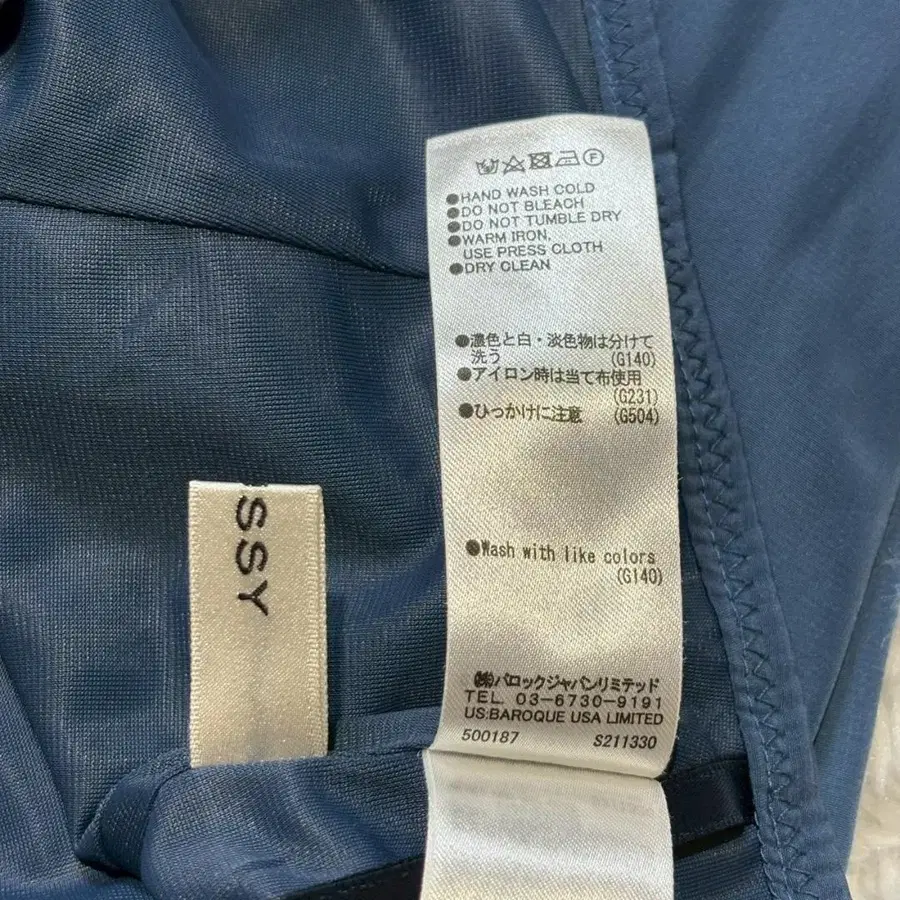 Ⓕ
●HAND WASH COLD
●DO NOT BLEACH
●DO NOT TUMBLE DRY
●WARM IRON,
USE PRESS CLOTH
●DRY CLEAN
●濃色と白・淡色物は分けて
洗う (G140)
●アイロン時は当て布使用
(G231)
●ひっかけに注意 (G504)
●Wash with like colors
(G140)
㈱バロックジャパンリミテッド
TEL 03-6730-9191
US:BAROQUE USA LIMITED
500187 S211330
SSY